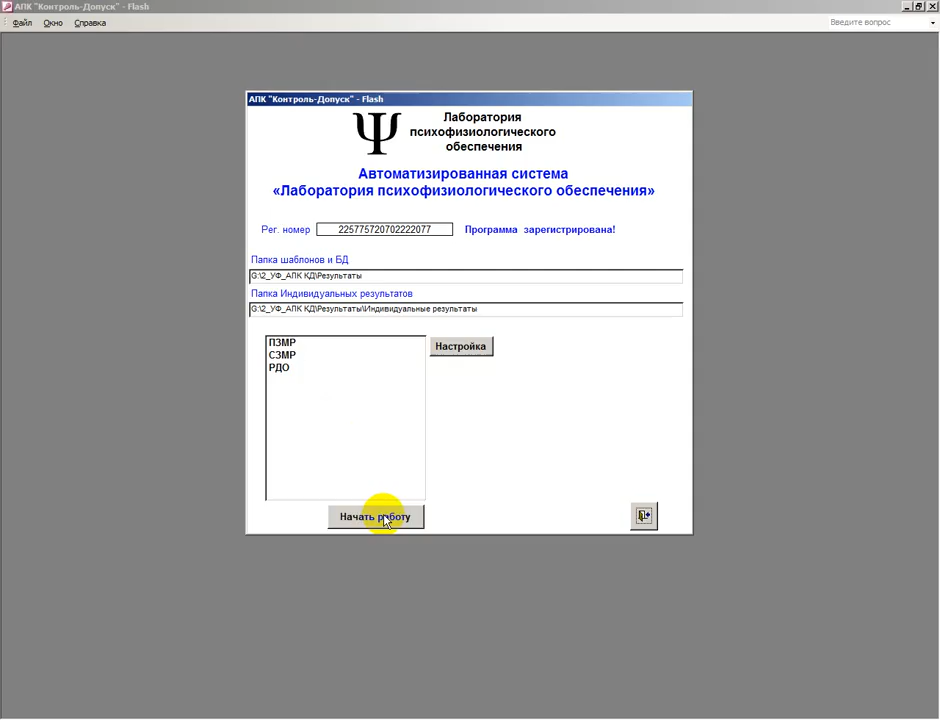 АПК "Контроль-Допуск" - Flash
Файл Окно Справка Введите вопрос
АПК "Контроль-Допуск" - Flash
Ψ
Лаборатория
психофизиологического
обеспечения
Автоматизированная система
«Лаборатория психофизиологического обеспечения»
Рег. номер 225775720702222077 Программа зарегистрирована!
Папка шаблонов и БД
G:\2_УФ_АПК КД\Результаты
Папка Индивидуальных результатов
G:\2_УФ_АПК КД\Результаты\Индивидуальные результаты
ПЗМР
СЗМР
РДО
Настройка
Начать работу